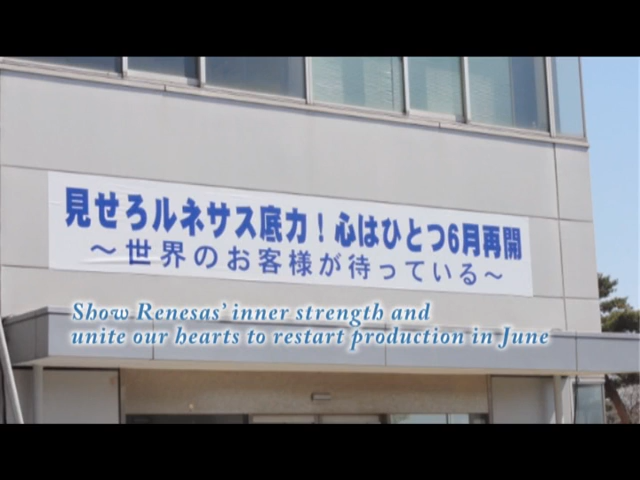 見せろルネサス底力！心はひとつ6月再開
～世界のお客様が待っている～
Show Renesas' inner strength and
unite our hearts to restart production in June